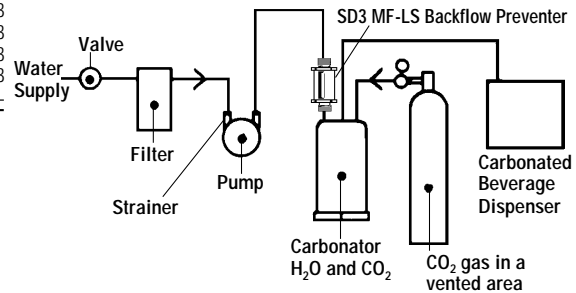 SD3 MF-LS Backflow Preventer
Valve
Water
Supply
Filter
Pump
Strainer
Carbonator
H₂O and CO₂
CO₂ gas in a
vented area
Carbonated
Beverage
Dispenser